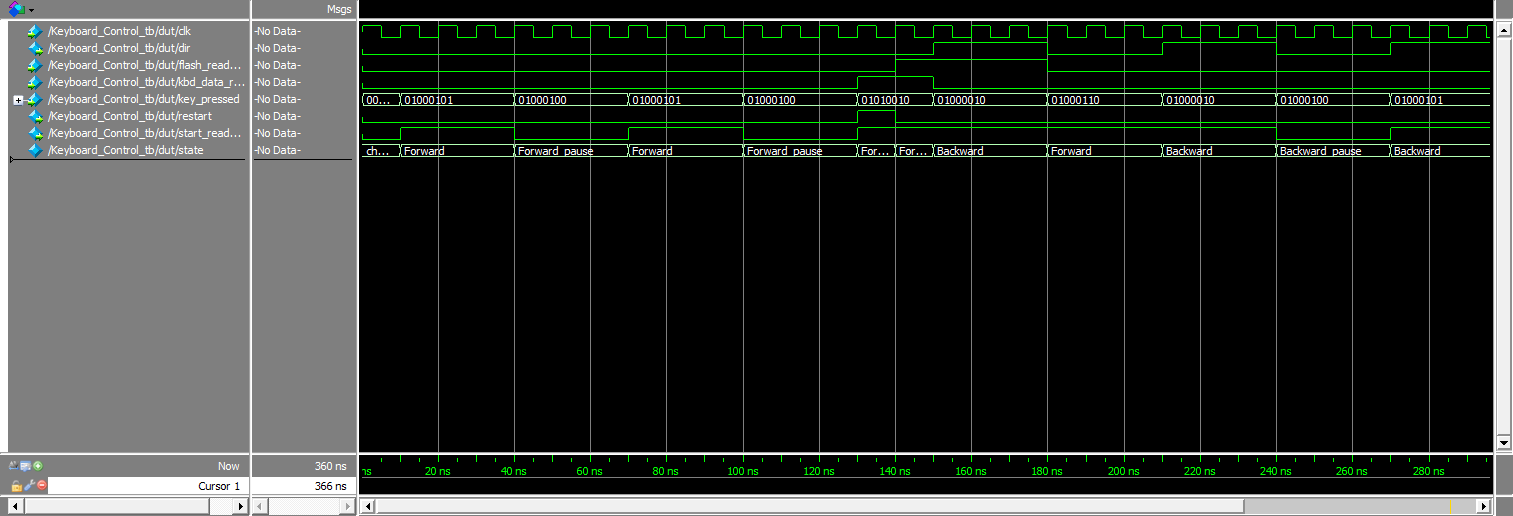 Msgs
/Keyboard_Control_tb/dut/clk -No Data-
/Keyboard_Control_tb/dut/dir -No Data-
/Keyboard_Control_tb/dut/flash_read... -No Data-
/Keyboard_Control_tb/dut/kbd_data_r... -No Data-
/Keyboard_Control_tb/dut/key_pressed -No Data- 00... 01000101 01000100 01000101 01000100 01010010 01000010 01000110 01000010 01000100 01000101
/Keyboard_Control_tb/dut/restart -No Data-
/Keyboard_Control_tb/dut/start_read... -No Data-
/Keyboard_Control_tb/dut/state -No Data- ch... Forward Forward_pause Forward Forward_pause For... For... Backward Forward Backward Backward_pause Backward
Now 360 ns ns 20 ns 40 ns 60 ns 80 ns 100 ns 120 ns 140 ns 160 ns 180 ns 200 ns 220 ns 240 ns 260 ns 280 ns
Cursor 1 366 ns